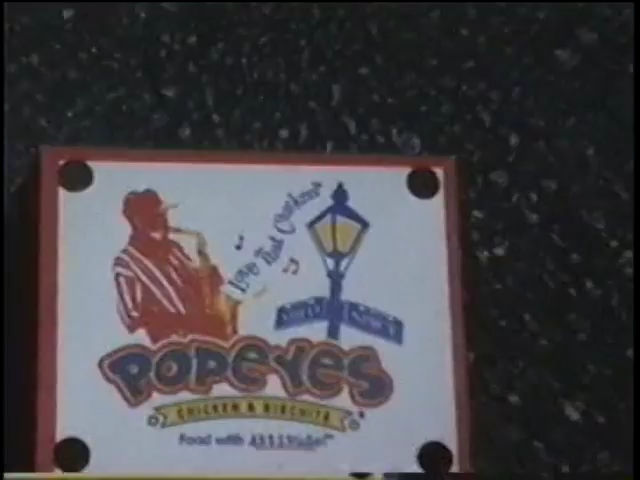 Love That Chicken
POPEYES
CHICKEN & BISCUITS
Food with